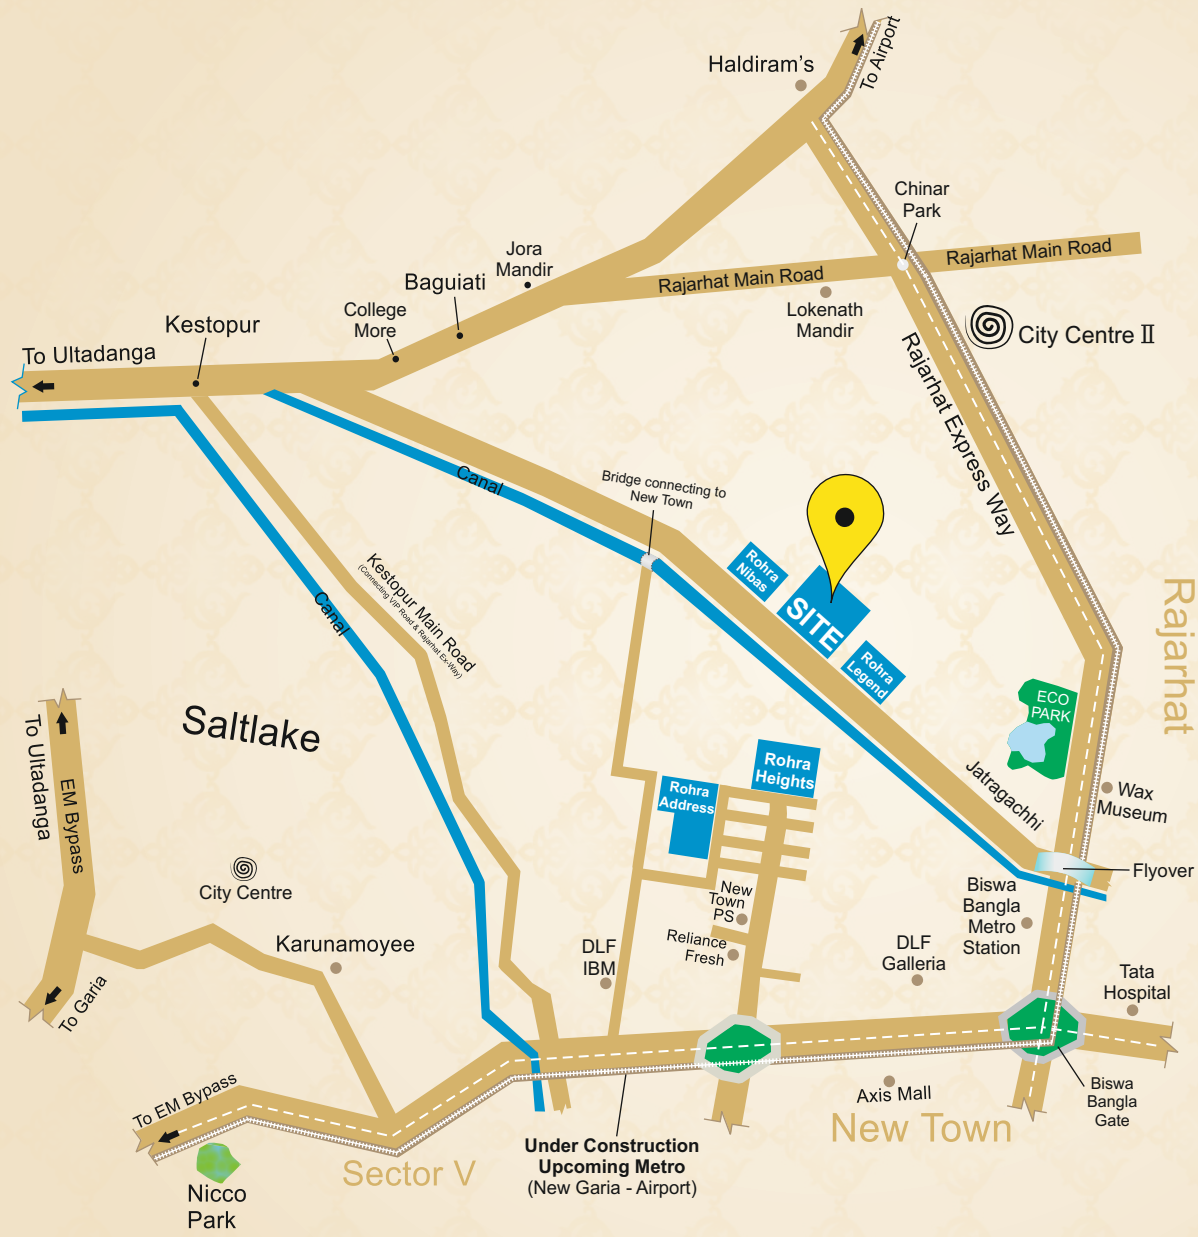 To Airport
Haldiram's
Chinar
Park
Rajarhat Main Road
Rajarhat Main Road
Jora
Mandir
Baguiati
College
More
Kestopur
To Ultadanga
Lokenath
Mandir
City Centre II
Rajarhat Express Way
Canal
Bridge connecting to
New Town
Rohra
Nibas
SITE
Rohra
Legend
Kestopur Main Road
(Connecting VIP Road & Rajarhat Ex-Way)
Canal
Rajarhat
ECO
PARK
Saltlake
To Ultadanga
EM Bypass
Rohra
Heights
Rohra
Address
Jatragachhi
Wax
Museum
Flyover
City Centre
Biswa
Bangla
Metro
Station
New
Town
PS
Reliance
Fresh
Karunamoyee
DLF
IBM
DLF
Galleria
Tata
Hospital
To Garia
To EM Bypass
Axis Mall
Biswa
Bangla
Gate
New Town
Under Construction
Upcoming Metro
(New Garia - Airport)
Sector V
Nicco
Park